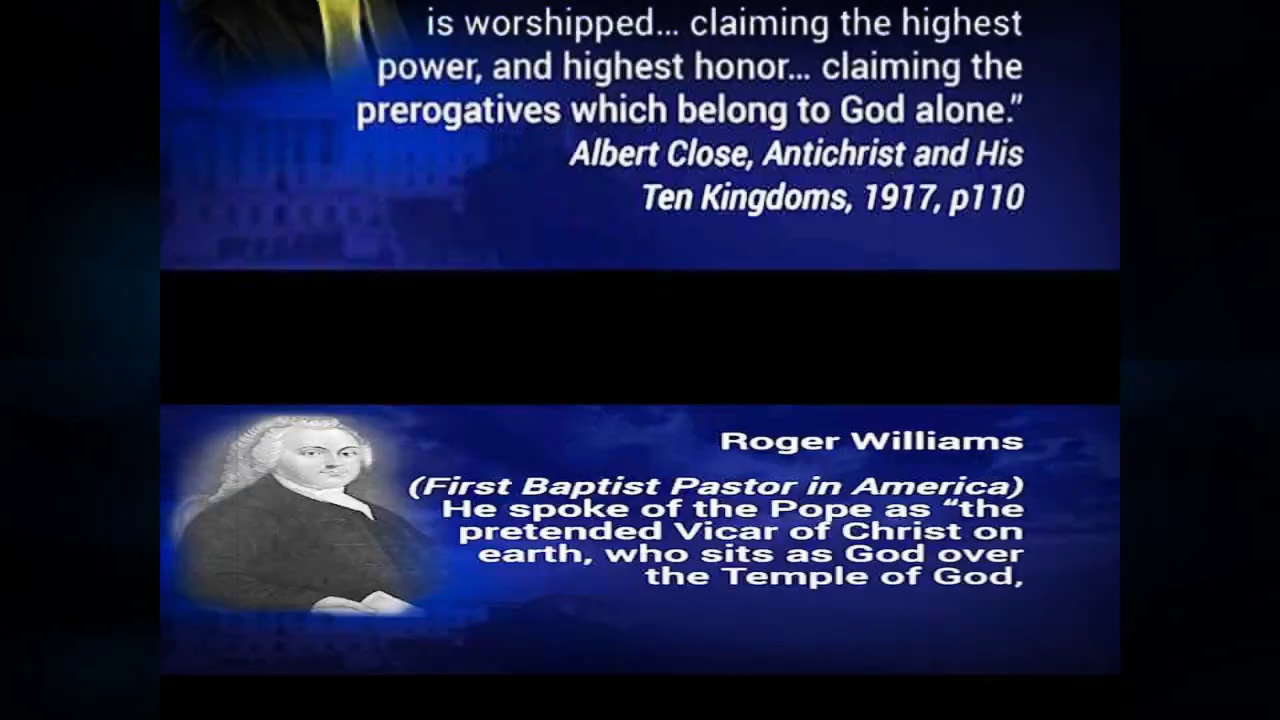 is worshipped... claiming the highest
power, and highest honor... claiming the
prerogatives which belong to God alone.”
Albert Close, Antichrist and His
Ten Kingdoms, 1917, p110
Roger Williams
(First Baptist Pastor in America)
He spoke of the Pope as “the
pretended Vicar of Christ on
earth, who sits as God over
the Temple of God,